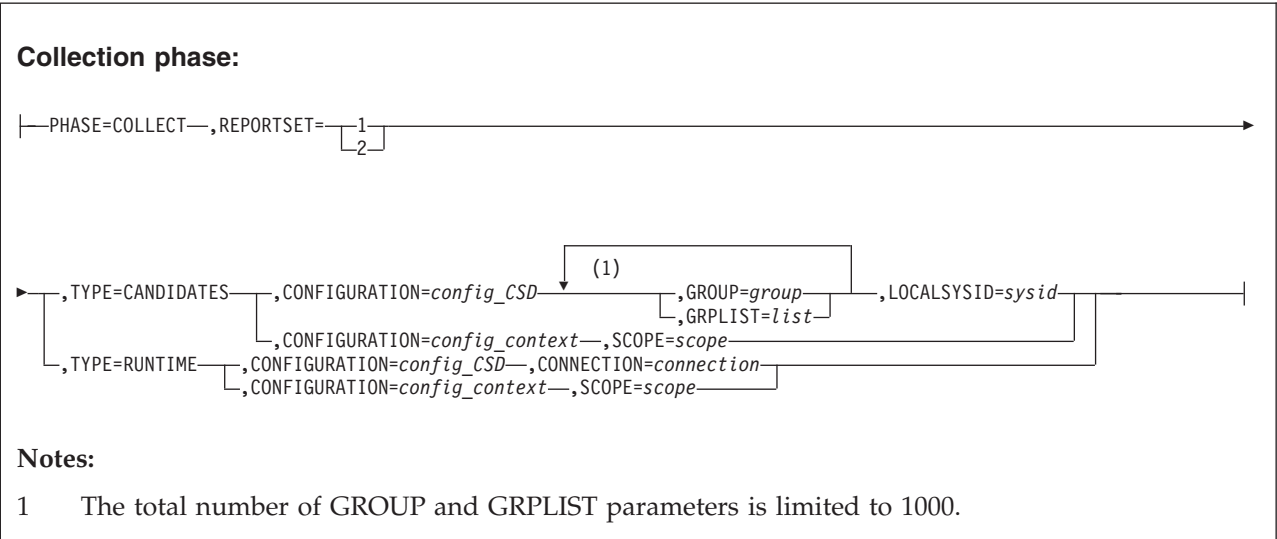 Collection phase:
PHASE=COLLECT ,REPORTSET= 1
2
(1)
,TYPE=CANDIDATES ,CONFIGURATION=config_CSD ,GROUP=group ,LOCALSYSID=sysid
,GRPLIST=list
,CONFIGURATION=config_context ,SCOPE=scope
,TYPE=RUNTIME ,CONFIGURATION=config_CSD ,CONNECTION=connection
,CONFIGURATION=config_context ,SCOPE=scope
Notes:
1 The total number of GROUP and GRPLIST parameters is limited to 1000.